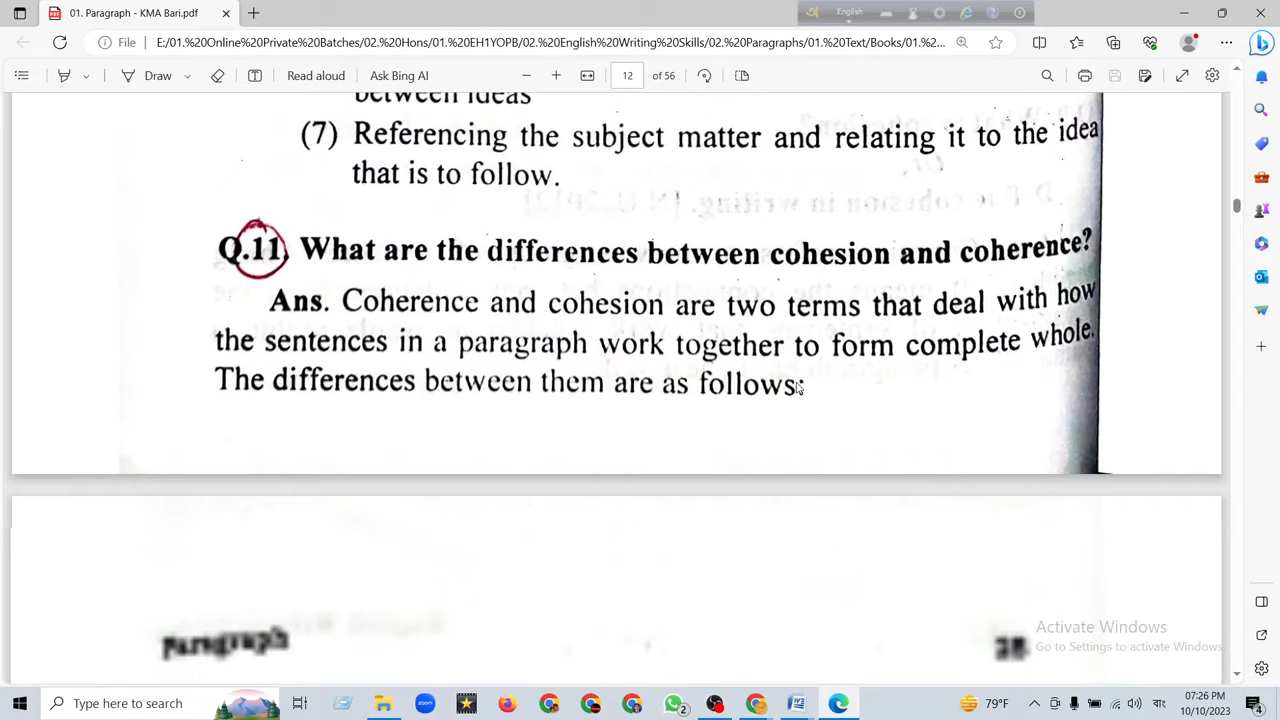 01. Paragraph - KMA Bari.pdf
English
File
E:/01.%20Online%20Private%20Batches/02.%20Hons/01.%20EH1YOPB/02.%20English%20Writing%20Skills/02.%20Paragraphs/01.%20Text/Books/01.%2...
Draw
Read aloud
Ask Bing AI
12
of 56
between ideas
(7) Referencing the subject matter and relating it to the idea
that is to follow.
Q.11. What are the differences between cohesion and coherence?
Ans. Coherence and cohesion are two terms that deal with how
the sentences in a paragraph work together to form complete whole.
The differences between them are as follows:
Paragraph
Activate Windows
Go to Settings to activate Windows.
Type here to search
zoom
2
79°F
বাং
07:26 PM
10/10/2023
4